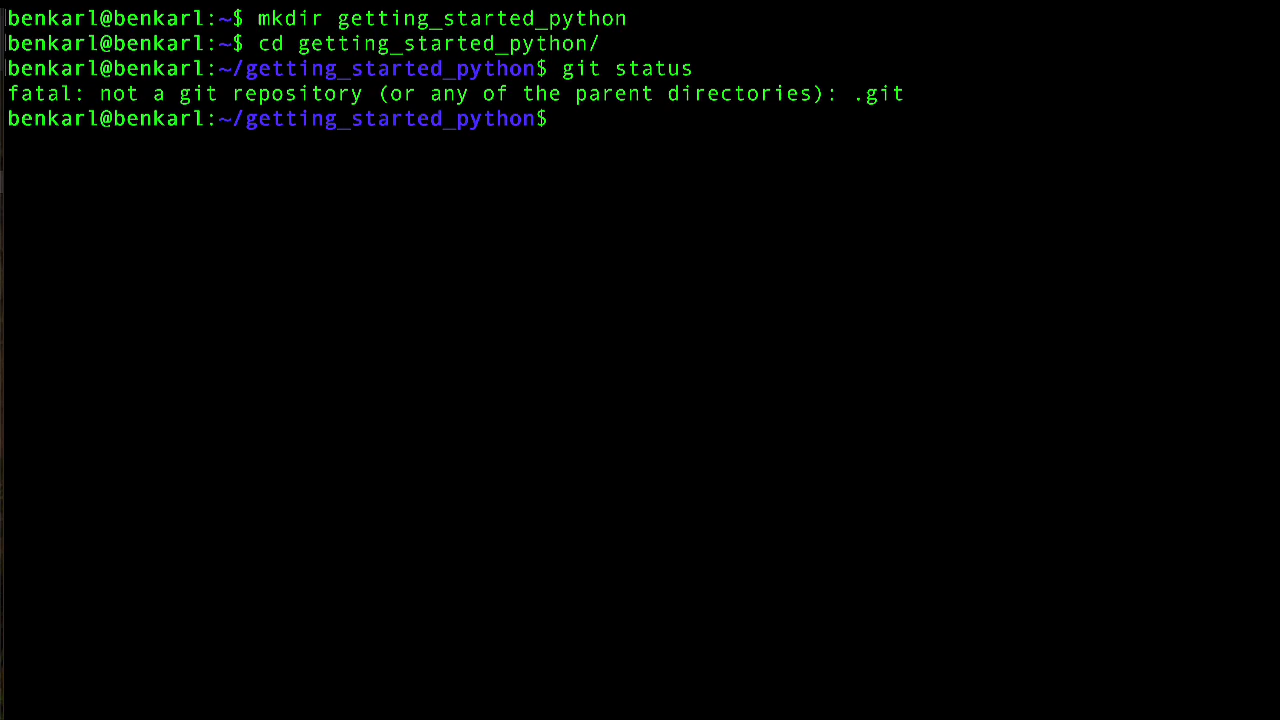 benkarl@benkarl:~$ mkdir getting_started_python
benkarl@benkarl:~$ cd getting_started_python/
benkarl@benkarl:~/getting_started_python$ git status
fatal: not a git repository (or any of the parent directories): .git
benkarl@benkarl:~/getting_started_python$